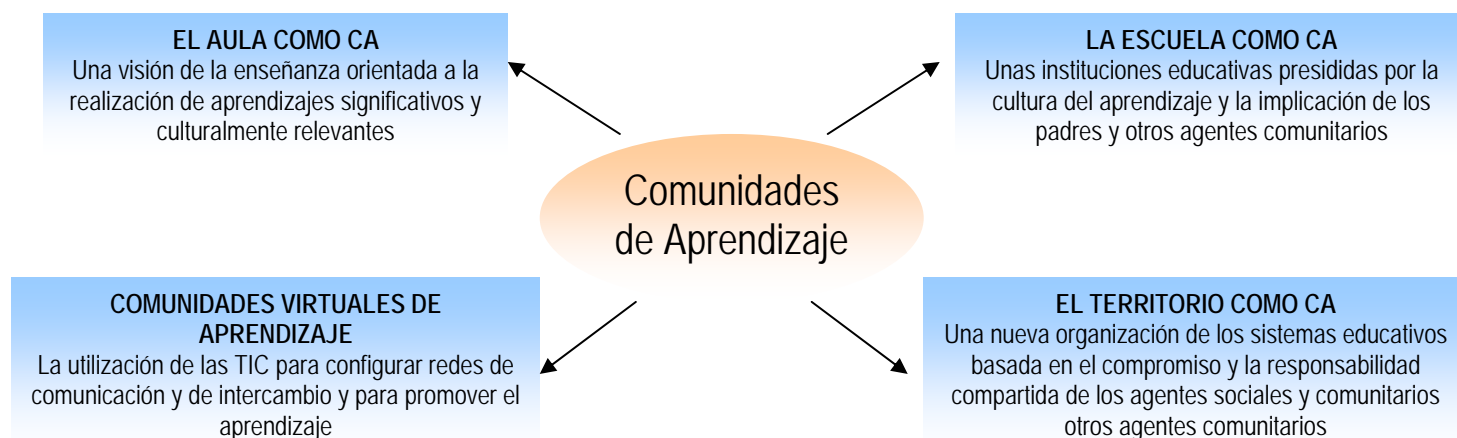 EL AULA COMO CA
Una visión de la enseñanza orientada a la
realización de aprendizajes significativos y
culturalmente relevantes
LA ESCUELA COMO CA
Unas instituciones educativas presididas por la
cultura del aprendizaje y la implicación de los
padres y otros agentes comunitarios
Comunidades
de Aprendizaje
COMUNIDADES VIRTUALES DE
APRENDIZAJE
La utilización de las TIC para configurar redes de
comunicación y de intercambio y para promover el
aprendizaje
EL TERRITORIO COMO CA
Una nueva organización de los sistemas educativos
basada en el compromiso y la responsabilidad
compartida de los agentes sociales y comunitarios
otros agentes comunitarios